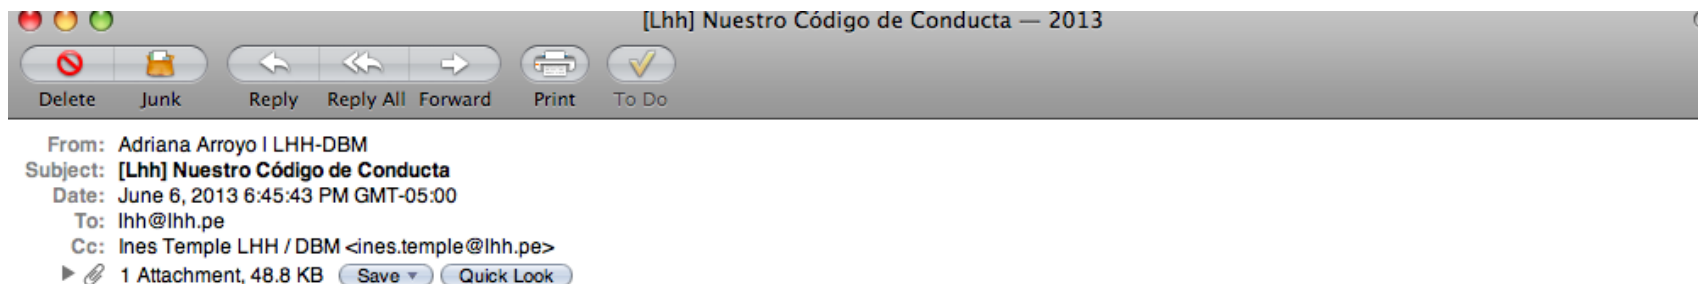 [Lhh] Nuestro Código de Conducta — 2013
Delete Junk Reply Reply All Forward Print To Do
From: Adriana Arroyo I LHH-DBM
Subject: [Lhh] Nuestro Código de Conducta
Date: June 6, 2013 6:45:43 PM GMT-05:00
To: lhh@lhh.pe
Cc: Ines Temple LHH / DBM <ines.temple@lhh.pe>
1 Attachment, 48.8 KB Save Quick Look